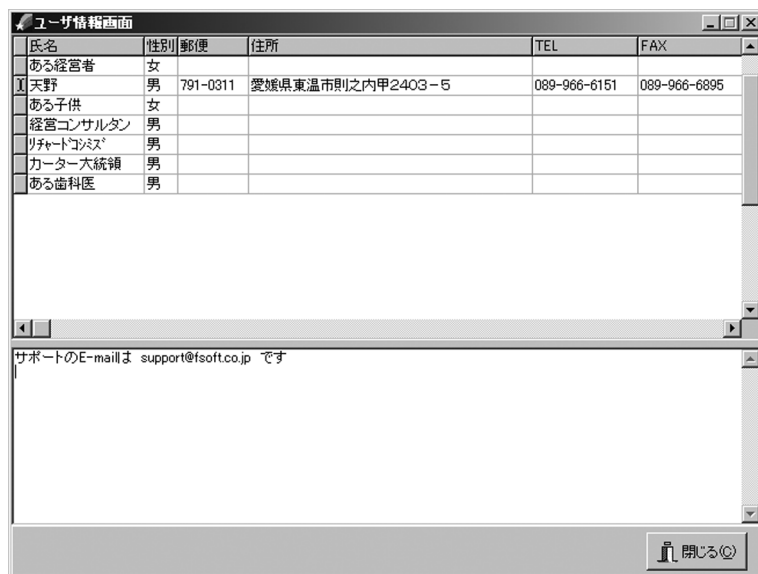 ユーザ情報画面
氏名 性別 郵便 住所 TEL FAX
ある経営者 女
天野 男 791-0311 愛媛県東温市則之内甲2403-5 089-966-6151 089-966-6895
ある子供 女
経営コンサルタン 男
ﾘﾁｬｰﾄﾞｺｼﾐｽﾞ 男
カーター大統領 男
ある歯科医 男
サポートのE-mailは support@fsoft.co.jp です
閉じる(C)